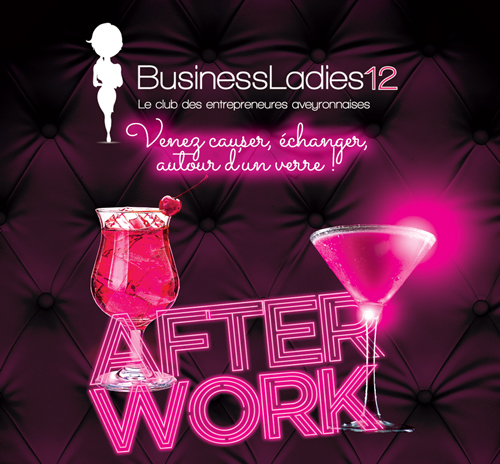 BusinessLadies12
Le club des entrepreneures aveyronnaises
Venez causer, échanger,
autour d'un verre !
AFTER
WORK